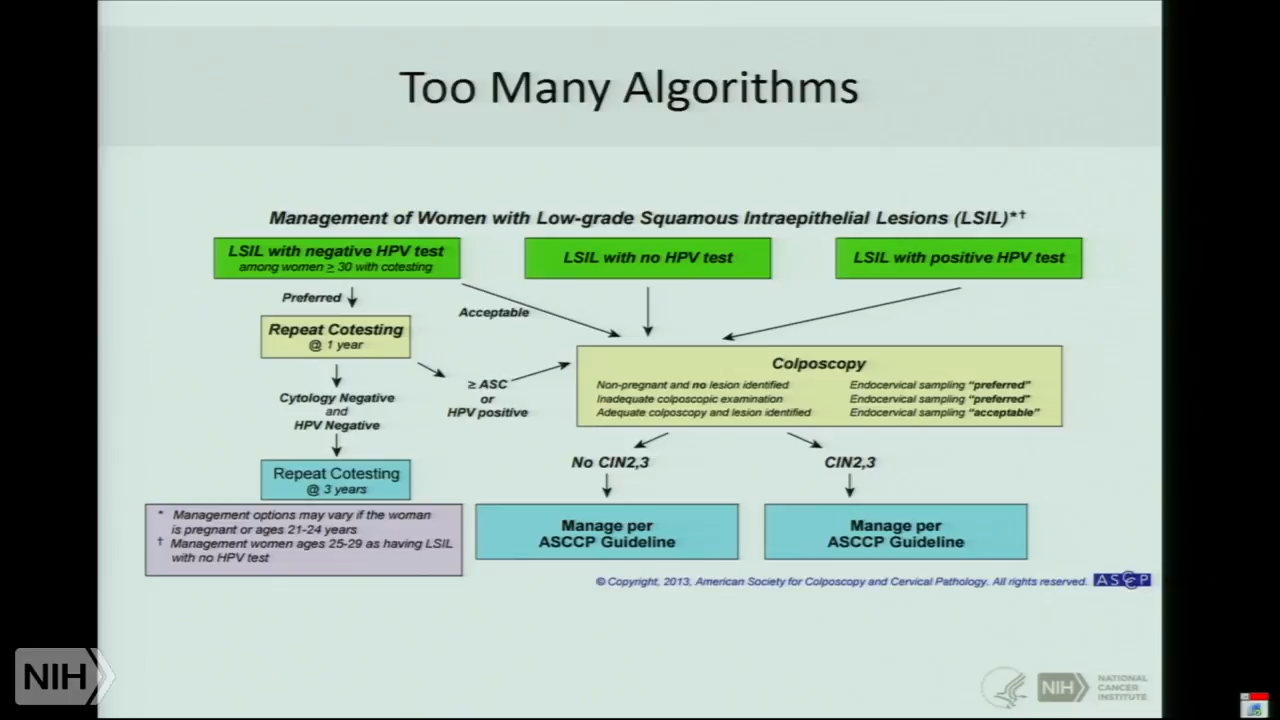 Too Many Algorithms
Management of Women with Low-grade Squamous Intraepithelial Lesions (LSIL)*†
LSIL with negative HPV test
among women ≥ 30 with cotesting
LSIL with no HPV test
LSIL with positive HPV test
Preferred
Acceptable
Repeat Cotesting
@ 1 year
≥ ASC
or
HPV positive
Colposcopy
Non-pregnant and no lesion identified Endocervical sampling “preferred”
Inadequate colposcopic examination Endocervical sampling “preferred”
Adequate colposcopy and lesion identified Endocervical sampling “acceptable”
Cytology Negative
and
HPV Negative
No CIN2,3
CIN2,3
Repeat Cotesting
@ 3 years
Manage per
ASCCP Guideline
Manage per
ASCCP Guideline
* Management options may vary if the woman
is pregnant or ages 21-24 years
† Management women ages 25-29 as having LSIL
with no HPV test
© Copyright, 2013, American Society for Colposcopy and Cervical Pathology. All rights reserved.
ASCCP
NIH
NIH
NATIONAL
CANCER
INSTITUTE